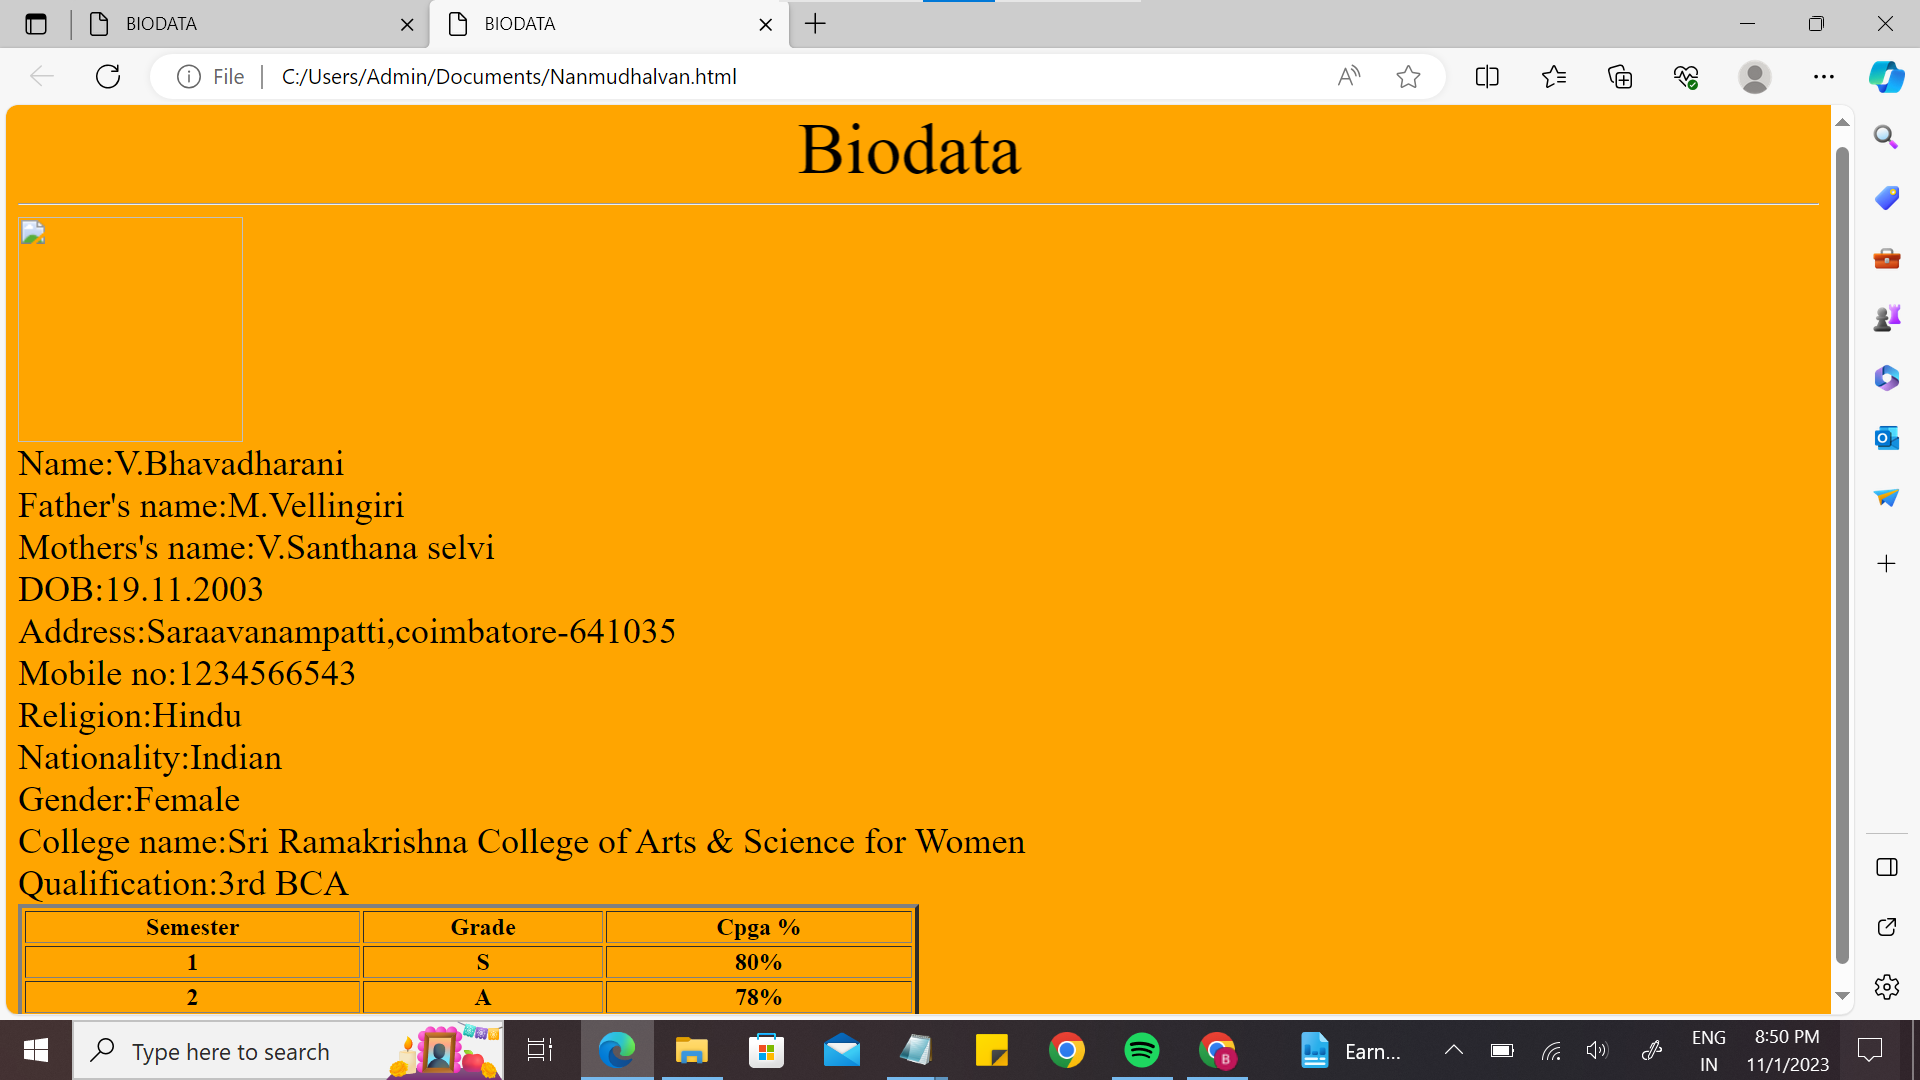 BIODATA
BIODATA
File
C:/Users/Admin/Documents/Nanmudhalvan.html
Biodata
Name:V.Bhavadharani
Father's name:M.Vellingiri
Mothers's name:V.Santhana selvi
DOB:19.11.2003
Address:Saraavanampatti,coimbatore-641035
Mobile no:1234566543
Religion:Hindu
Nationality:Indian
Gender:Female
College name:Sri Ramakrishna College of Arts & Science for Women
Qualification:3rd BCA
Semester Grade Cpga %
1 S 80%
2 A 78%
Type here to search
B
Earn...
ENG
IN
8:50 PM
11/1/2023